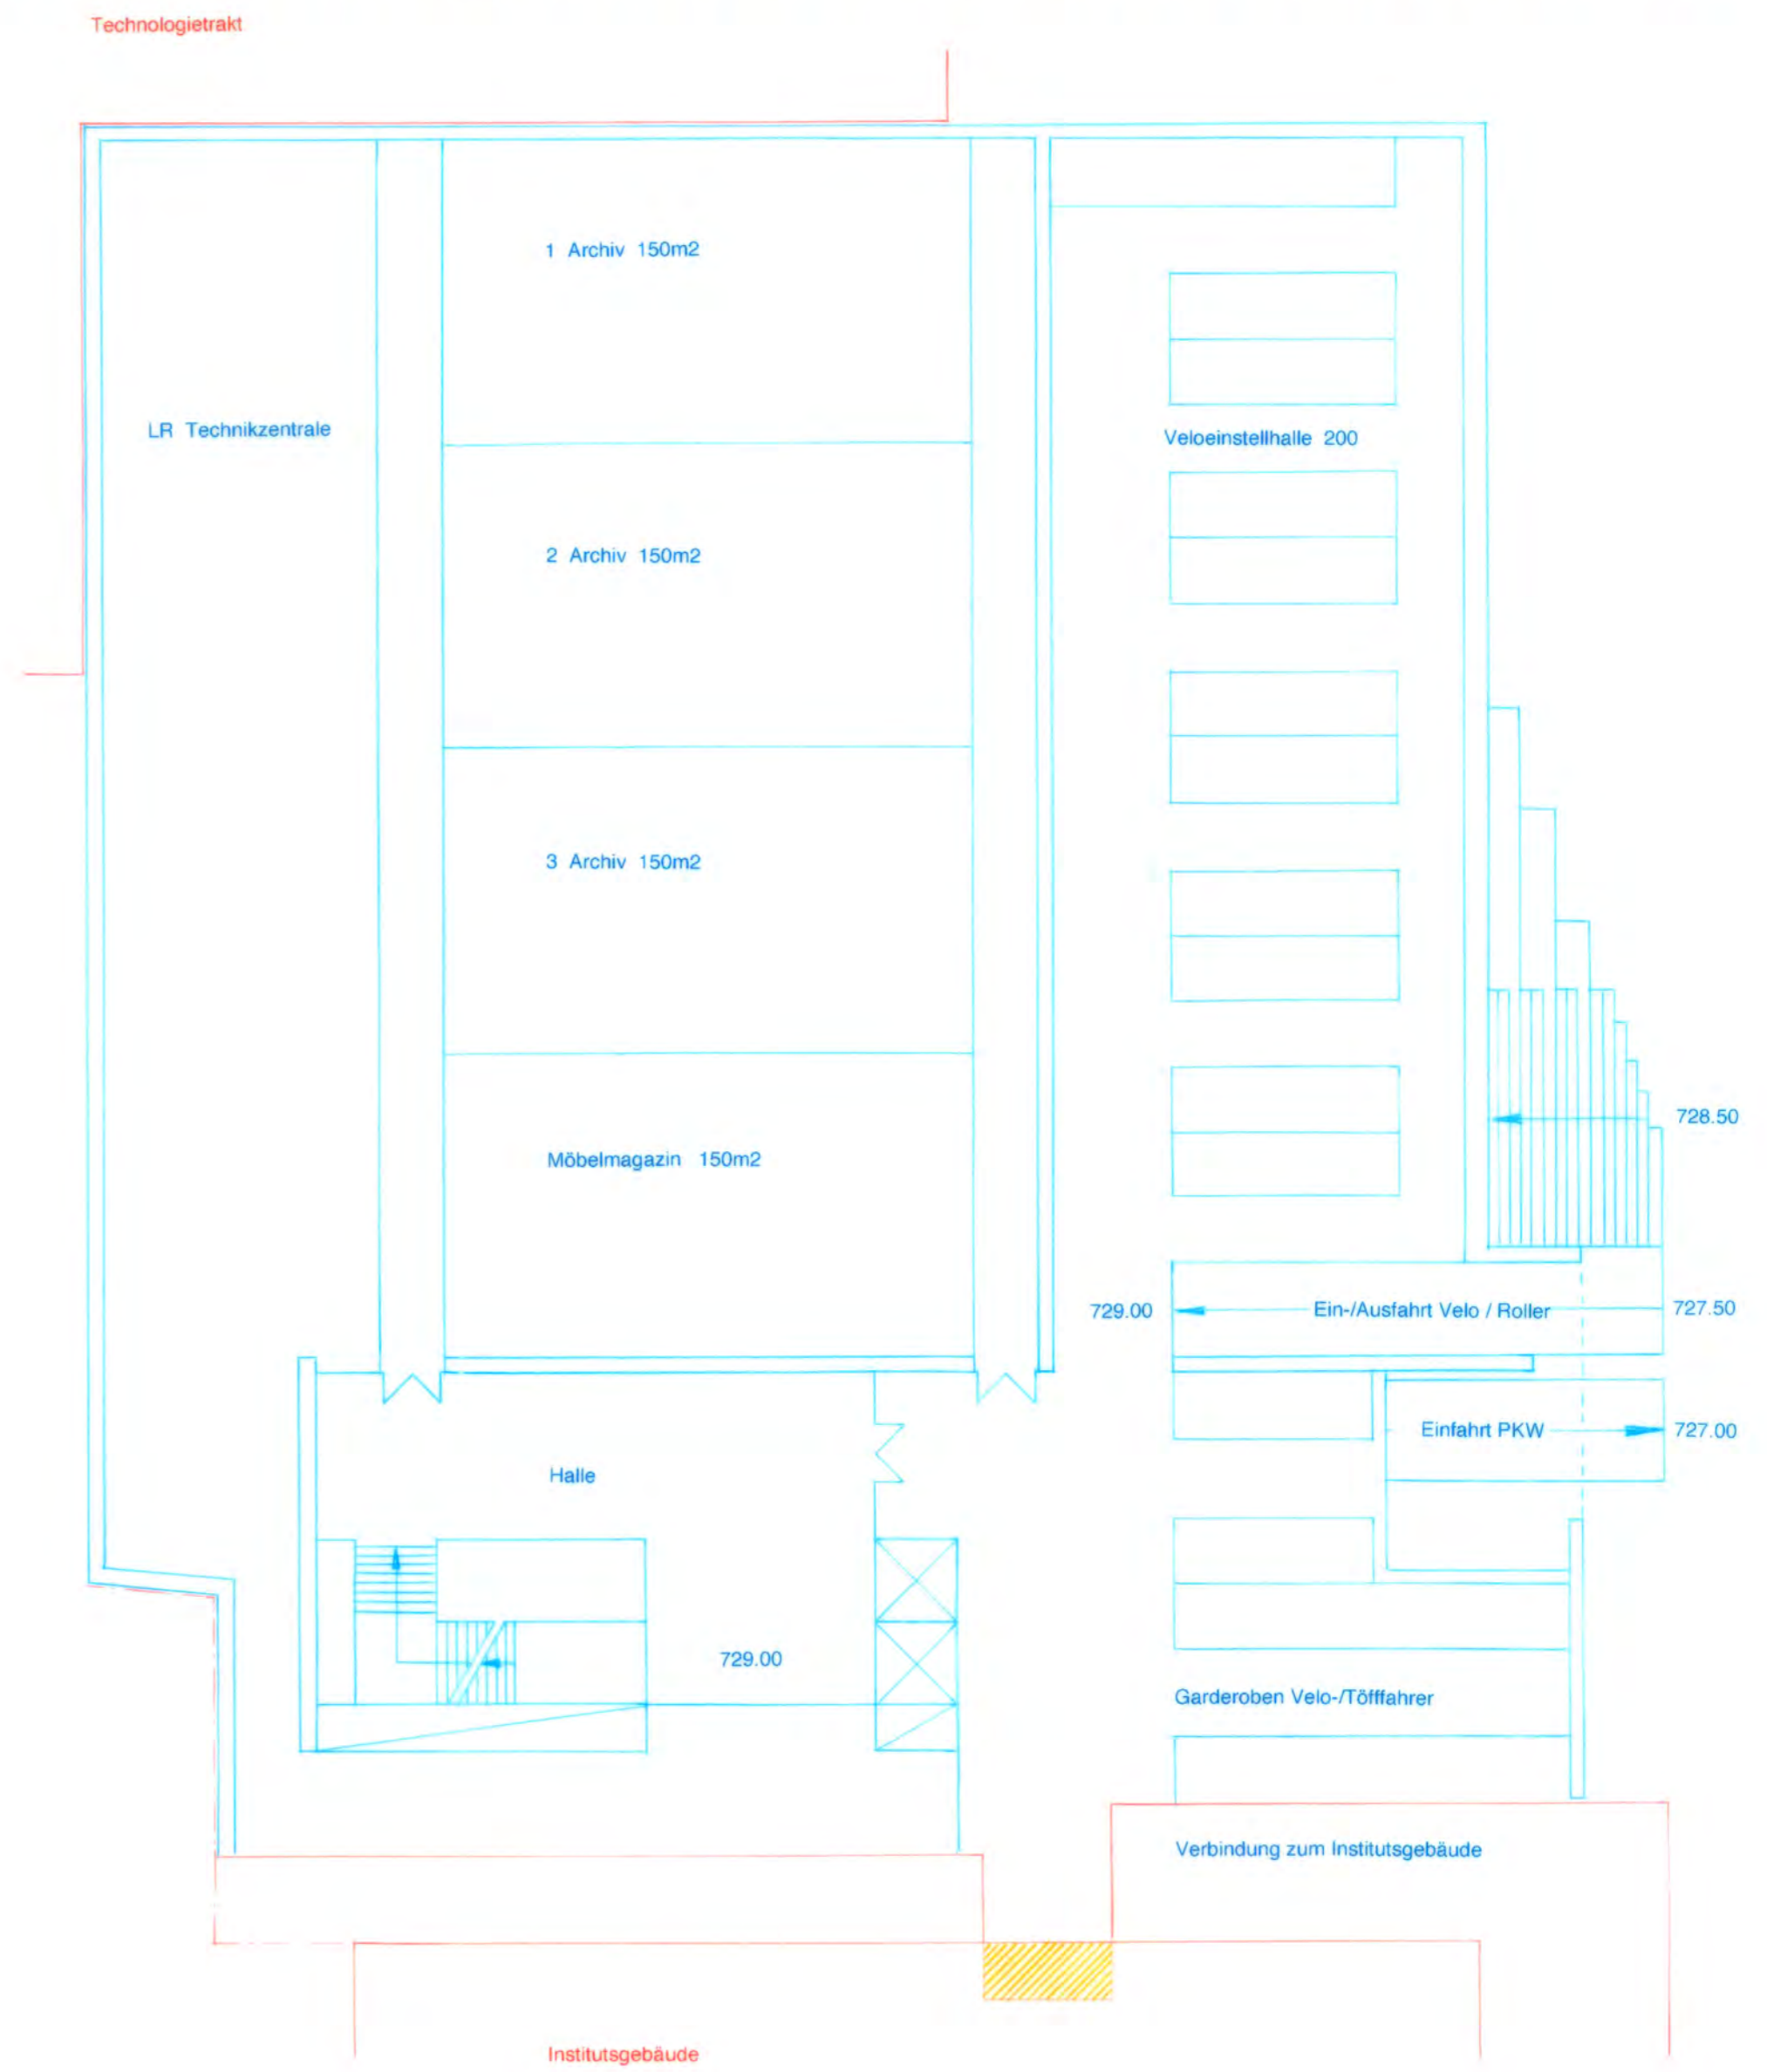 Technologietrakt
1 Archiv 150m2
LR Technikzentrale
Veloeinstellhalle 200
2 Archiv 150m2
3 Archiv 150m2
728.50
Möbelmagazin 150m2
729.00
Ein-/Ausfahrt Velo / Roller
727.50
Einfahrt PKW
727.00
Halle
729.00
Garderoben Velo-/Töfffahrer
Verbindung zum Institutsgebäude
Institutsgebäude